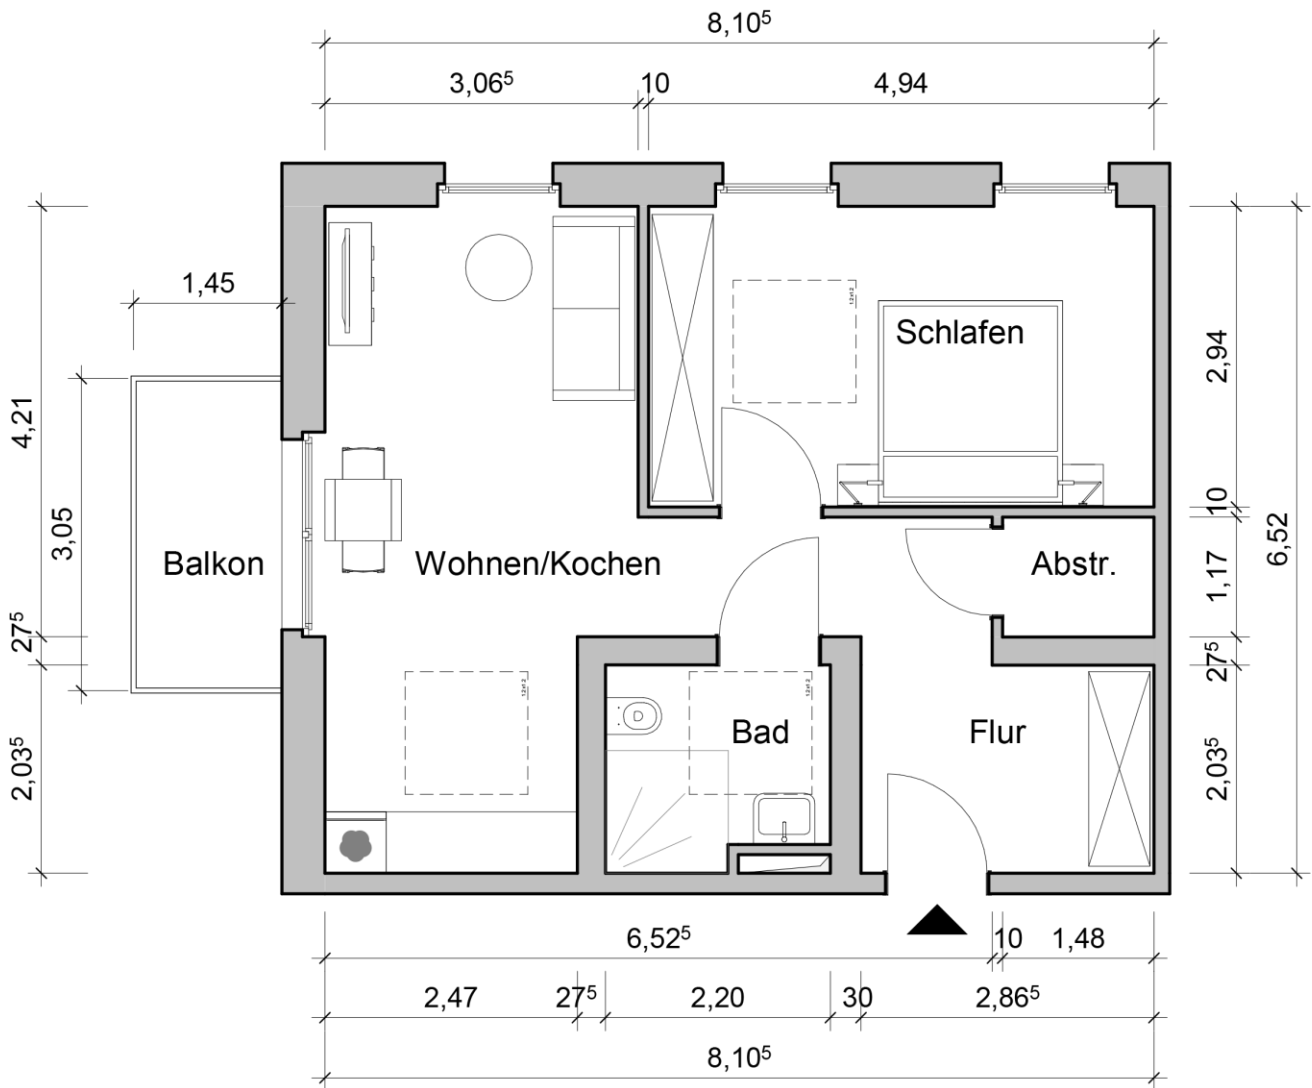 8,10⁵
3,06⁵ 10 4,94
1,45
Schlafen
4,21
2,94
3,05
10
6,52
Balkon Wohnen/Kochen Abstr.
1,17
27⁵
27⁵
Bad Flur
2,03⁵
2,03⁵
6,52⁵ 10 1,48
2,47 27⁵ 2,20 30 2,86⁵
8,10⁵